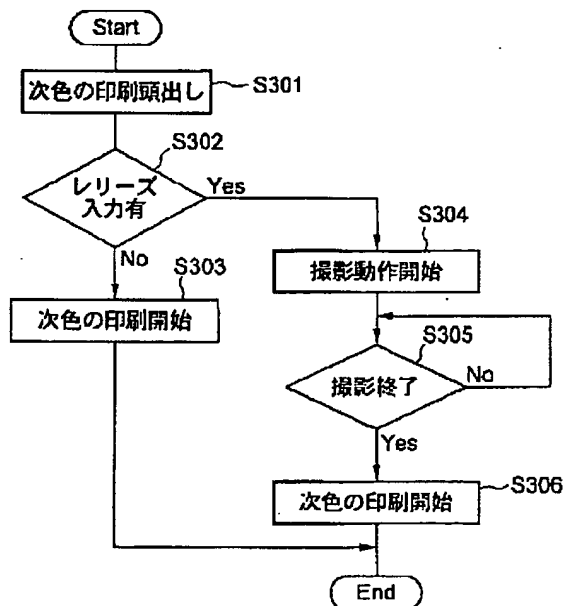 Start
次色の印刷頭出し
S301
S302
レリーズ
入力有
Yes
No
S303
次色の印刷開始
S304
撮影動作開始
S305
撮影終了
No
Yes
S306
次色の印刷開始
End